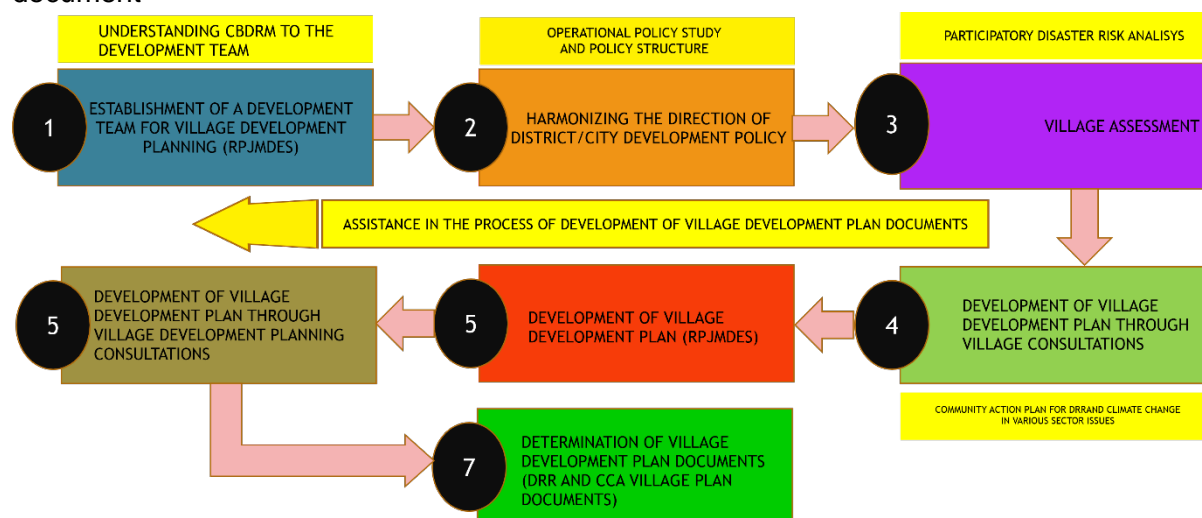 document
UNDERSTANDING CBDRM TO THE
DEVELOPMENT TEAM
OPERATIONAL POLICY STUDY
AND POLICY STRUCTURE
PARTICIPATORY DISASTER RISK ANALISYS
1
ESTABLISHMENT OF A DEVELOPMENT
TEAM FOR VILLAGE DEVELOPMENT
PLANNING (RPJMDES)
2
HARMONIZING THE DIRECTION OF
DISTRICT/CITY DEVELOPMENT POLICY
3
VILLAGE ASSESSMENT
ASSISTANCE IN THE PROCESS OF DEVELOPMENT OF VILLAGE DEVELOPMENT PLAN DOCUMENTS
5
DEVELOPMENT OF VILLAGE
DEVELOPMENT PLAN THROUGH
VILLAGE DEVELOPMENT PLANNING
CONSULTATIONS
5
DEVELOPMENT OF VILLAGE
DEVELOPMENT PLAN (RPJMDES)
4
DEVELOPMENT OF VILLAGE
DEVELOPMENT PLAN THROUGH
VILLAGE CONSULTATIONS
COMMUNITY ACTION PLAN FOR DRRAND CLIMATE CHANGE
IN VARIOUS SECTOR ISSUES
7
DETERMINATION OF VILLAGE
DEVELOPMENT PLAN DOCUMENTS
(DRR AND CCA VILLAGE PLAN
DOCUMENTS)